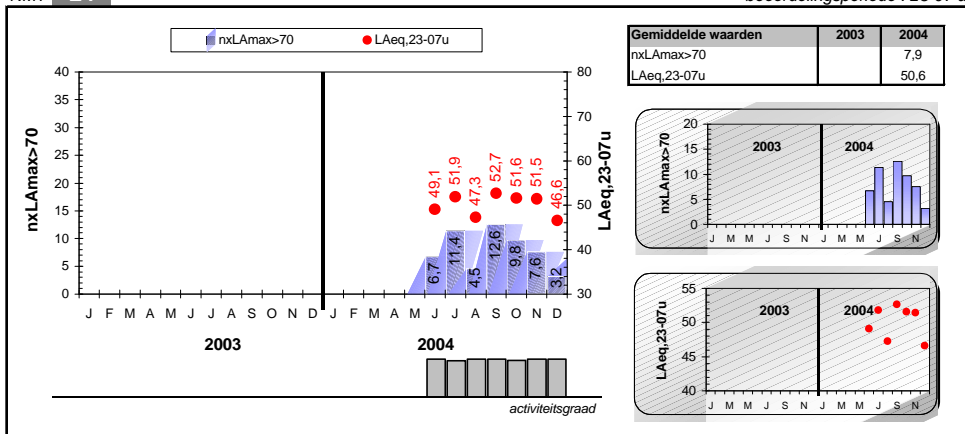 nxLAmax>70 LAeq,23-07u
Gemiddelde waarden 2003 2004
nxLAmax>70 7,9
LAeq,23-07u 50,6
nxLAmax>70
40
35
30
25
20
15
10
5
0
80
70
60
50
40
30
LAeq,23-07u
49,1 51,9 47,3 52,7 51,6 51,5 46,6
6,7 11,4 4,5 12,6 9,8 7,6 3,2
J F M A M J J A S O N D J F M A M J J A S O N D
2003 2004
activiteitsgraad
nxLAmax>70
20
15
10
5
0
2003 2004
J M M J S N J M M J S N
LAeq,23-07u
55
50
45
40
2003 2004
J M M J S N J M M J S N